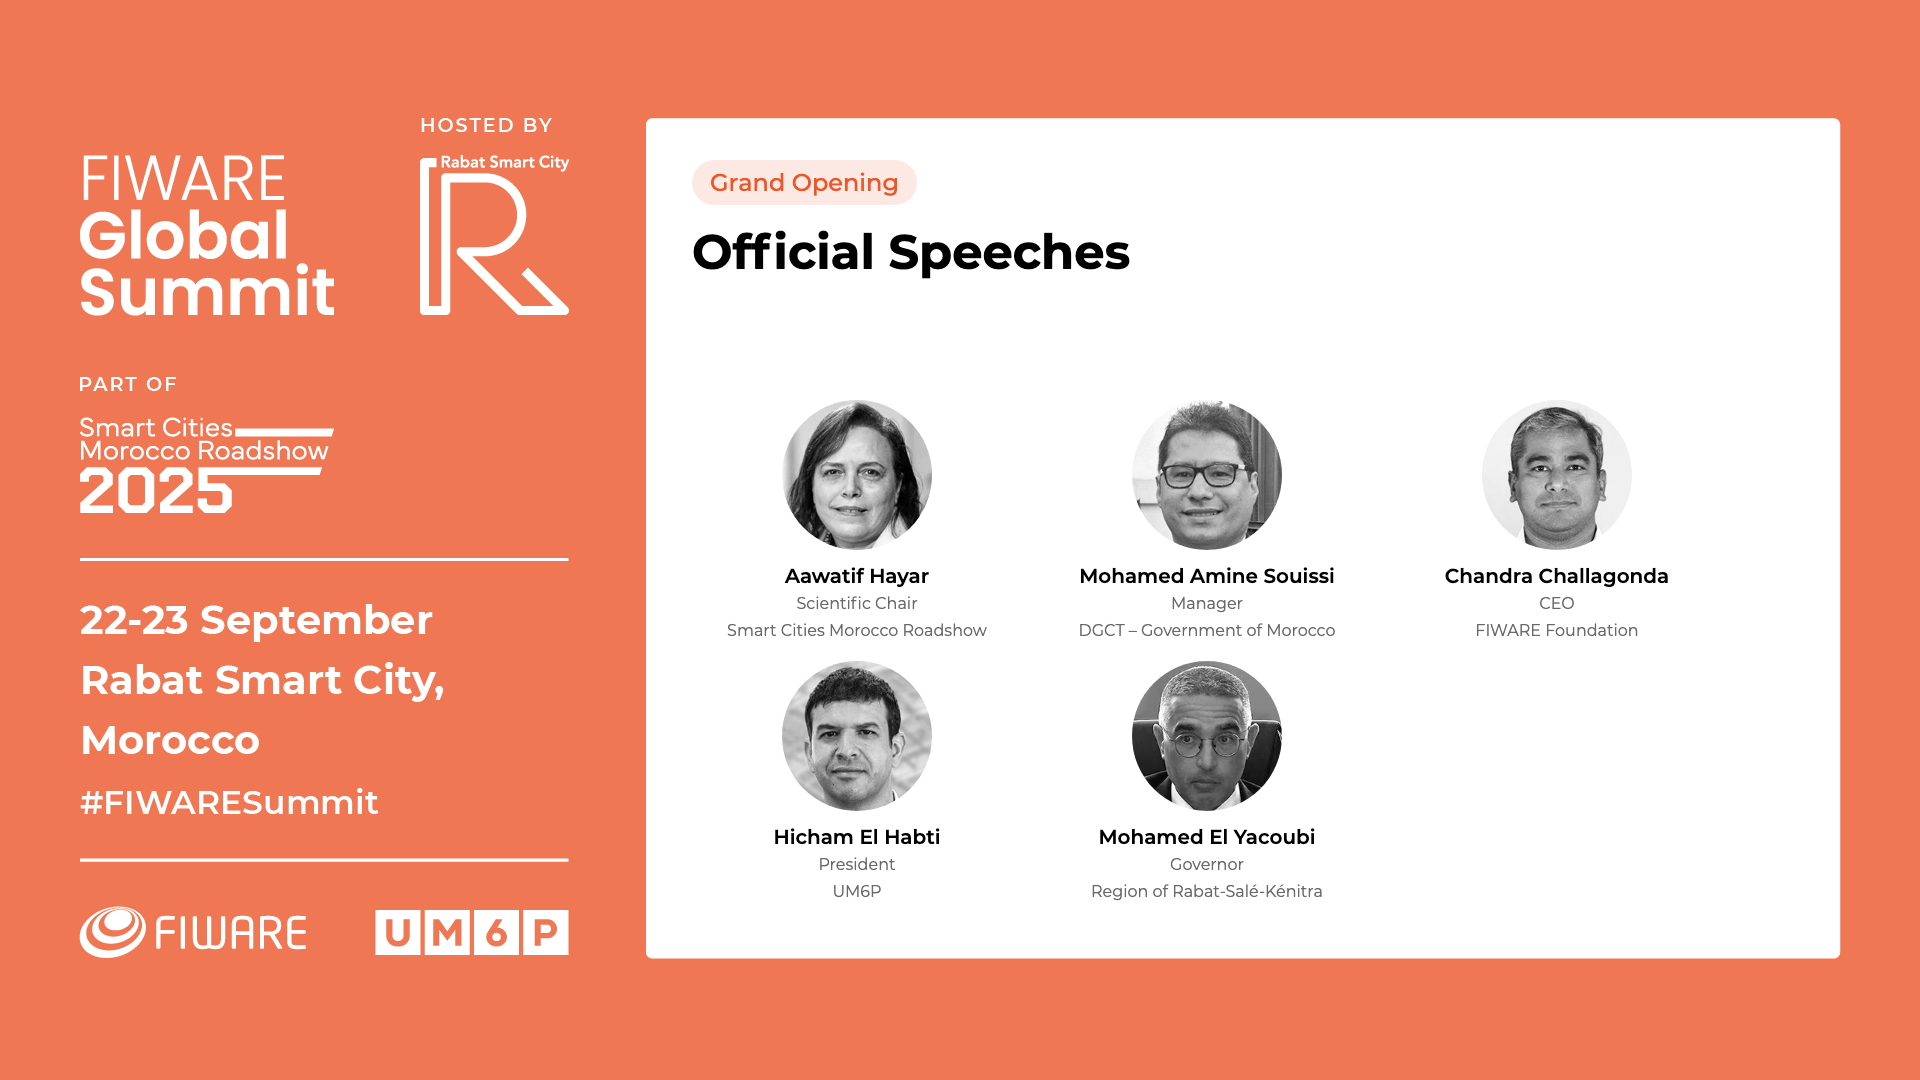 FIWARE
Global
Summit
HOSTED BY
Rabat Smart City
R
PART OF
Smart Cities
Morocco Roadshow
2025
22-23 September
Rabat Smart City,
Morocco
#FIWARESummit
FIWARE
UM6P
Grand Opening
Official Speeches
Aawatif Hayar
Scientific Chair
Smart Cities Morocco Roadshow
Mohamed Amine Souissi
Manager
DGCT – Government of Morocco
Chandra Challagonda
CEO
FIWARE Foundation
Hicham El Habti
President
UM6P
Mohamed El Yacoubi
Governor
Region of Rabat-Salé-Kénitra